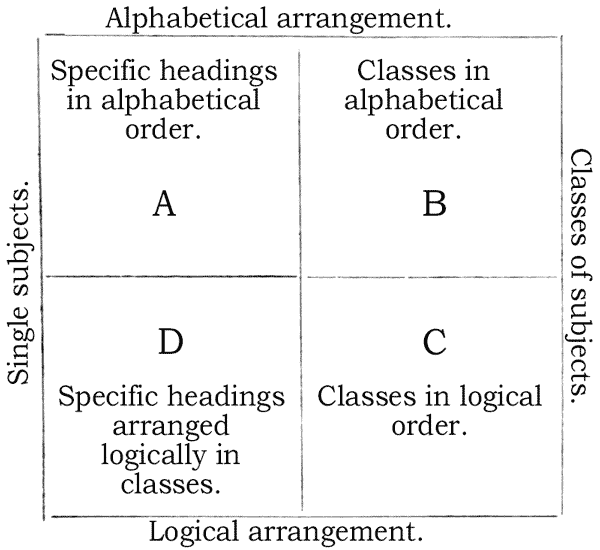 Alphabetical arrangement.
Specific headings
in alphabetical
order.
A
Classes in
alphabetical
order.
B
Single subjects.
Classes of subjects.
D
Specific headings
arranged
logically in
classes.
C
Classes in logical
order.
Logical arrangement.